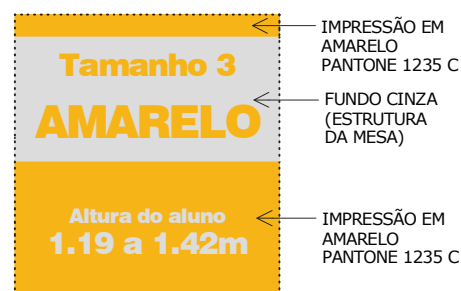 Tamanho 3
AMARELO
Altura do aluno
1.19 a 1.42m
IMPRESSÃO EM
AMARELO
PANTONE 1235 C
FUNDO CINZA
(ESTRUTURA
DA MESA)
IMPRESSÃO EM
AMARELO
PANTONE 1235 C